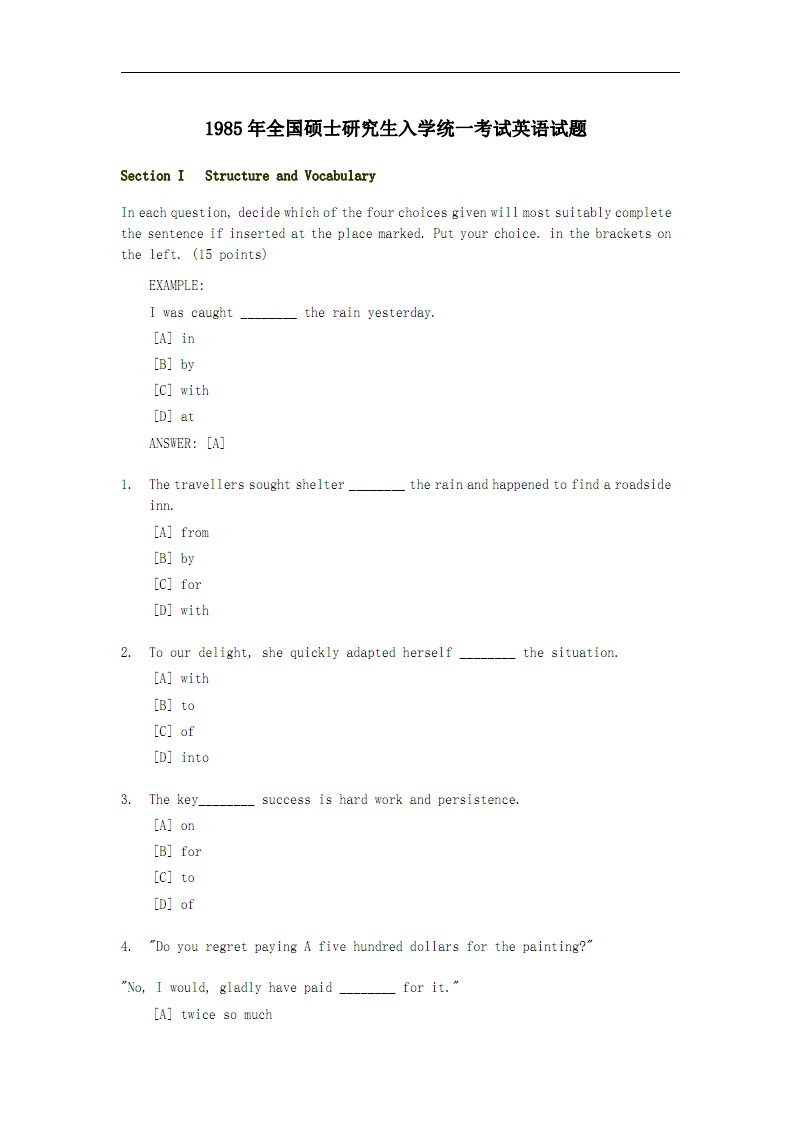 1985 年全国硕士研究生入学统一考试英语试题
Section I Structure and Vocabulary
In each question, decide which of the four choices given will most suitably complete
the sentence if inserted at the place marked. Put your choice. in the brackets on
the left. (15 points)
EXAMPLE:
I was caught ________ the rain yesterday.
[A] in
[B] by
[C] with
[D] at
ANSWER: [A]
1. The travellers sought shelter ________ the rain and happened to find a roadside
inn.
[A] from
[B] by
[C] for
[D] with
2. To our delight, she quickly adapted herself ________ the situation.
[A] with
[B] to
[C] of
[D] into
3. The key________ success is hard work and persistence.
[A] on
[B] for
[C] to
[D] of
4. "Do you regret paying A five hundred dollars for the painting?"
"No, I would, gladly have paid ________ for it."
[A] twice so much